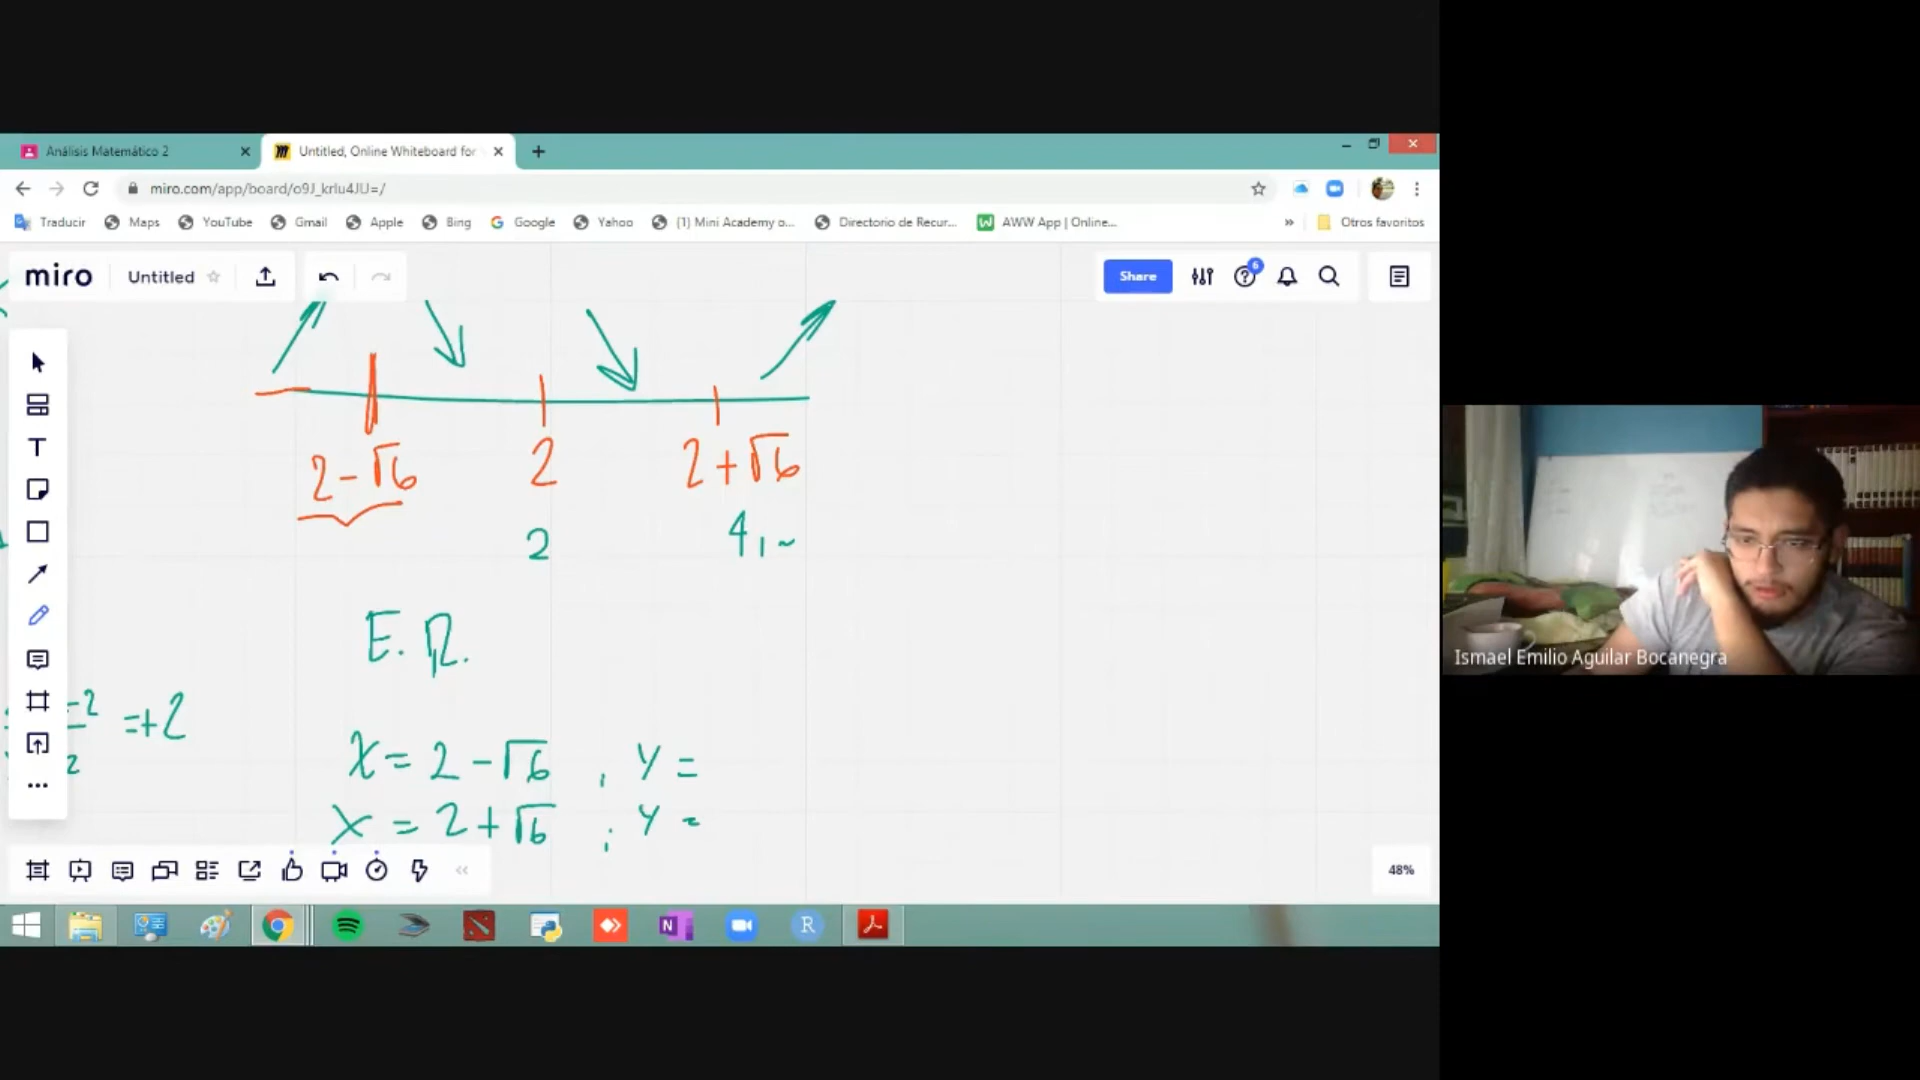 Análisis Matemático 2
Untitled, Online Whiteboard for
miro.com/app/board/o9J_krlu4JU=/
Traducir Maps YouTube Gmail Apple Bing Google Yahoo (1) Mini Academy o... Directorio de Recur... AWW App | Online... » Otros favoritos
miro Untitled Share 6
2-√6 2 2+√6
2 4,~
E.R.
-2 =+2
2
X = 2 - √6 , Y =
X = 2 + √6 ; Y =
48%
Ismael Emilio Aguilar Bocanegra